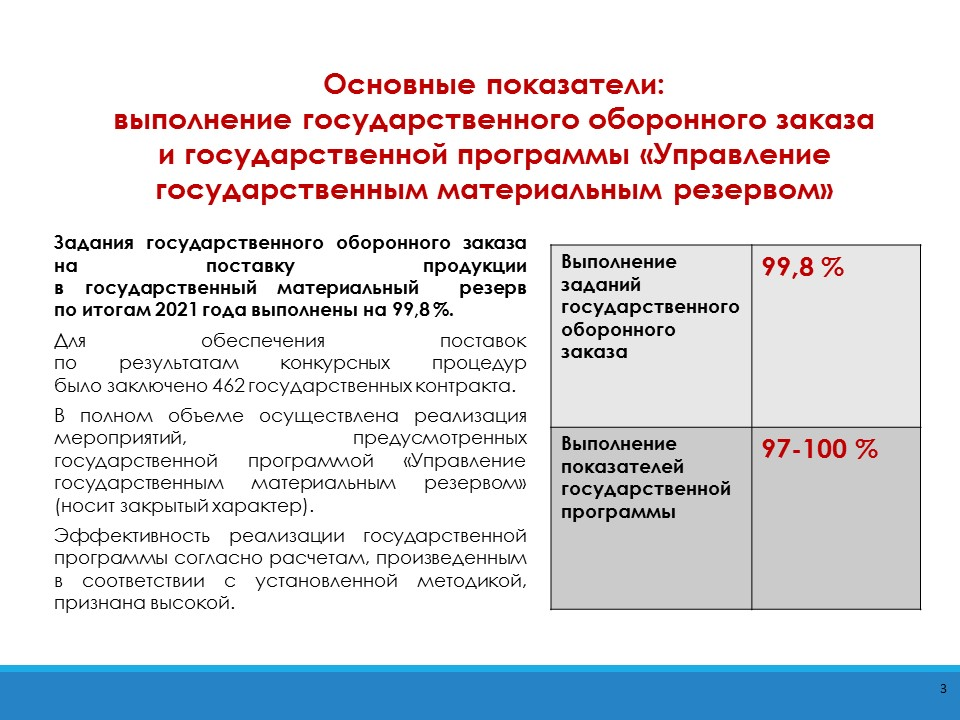 Основные показатели:
выполнение государственного оборонного заказа
и государственной программы «Управление
государственным материальным резервом»
Задания государственного оборонного заказа
на поставку продукции
в государственный материальный резерв
по итогам 2021 года выполнены на 99,8 %.
Для обеспечения поставок
по результатам конкурсных процедур
было заключено 462 государственных контракта.
В полном объеме осуществлена реализация
мероприятий, предусмотренных
государственной программой «Управление
государственным материальным резервом»
(носит закрытый характер).
Эффективность реализации государственной
программы согласно расчетам, произведенным
в соответствии с установленной методикой,
признана высокой.
Выполнение
заданий
государственного
оборонного
заказа
99,8 %
Выполнение
показателей
государственной
программы
97-100 %
3